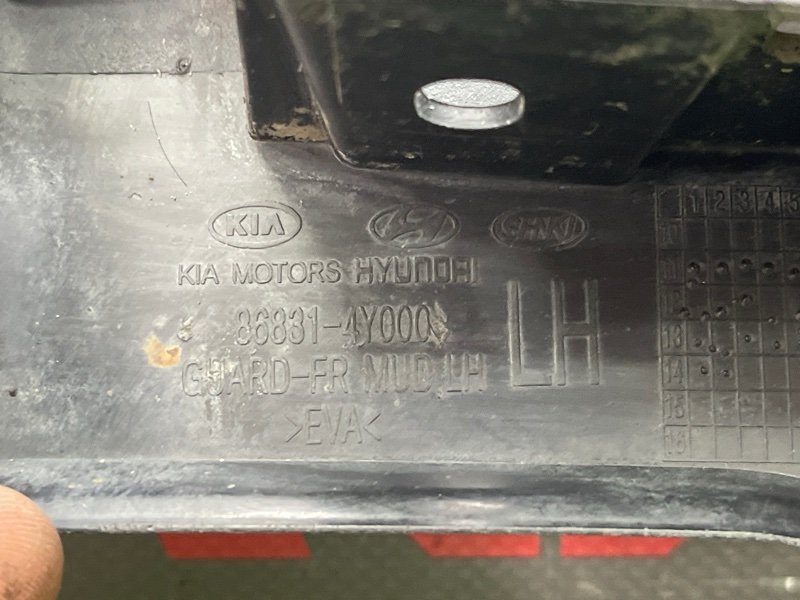 KIA
KIA MOTORS HYUNDAI
86831-4Y000
GUARD-FR MUD LH
>EVA<
LH
1 2 3 4 5
11
12
13
14
15
16